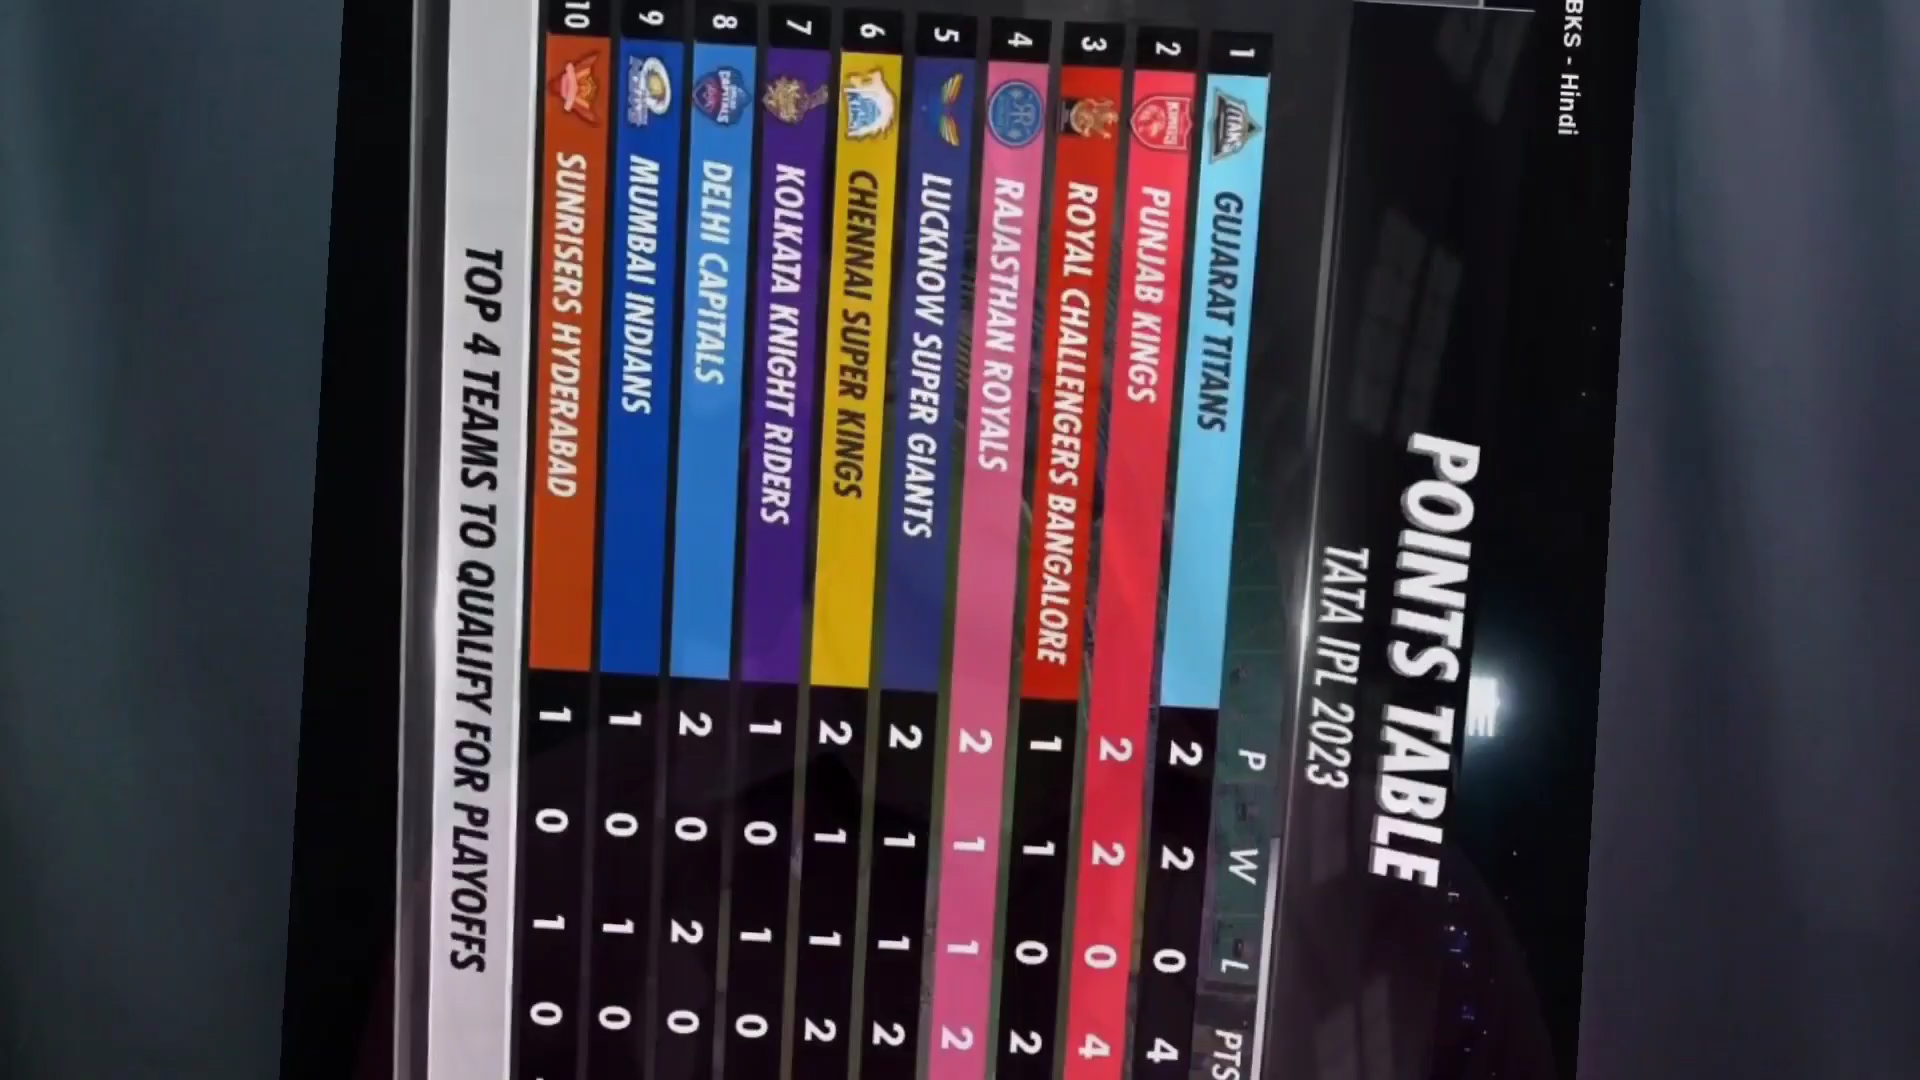 BKS - Hindi
POINTS TABLE
TATA IPL 2023
P W L PTS
1 GUJARAT TITANS 2 2 0 4
2 PUNJAB KINGS 2 2 0 4
3 ROYAL CHALLENGERS BANGALORE 1 1 0 2
4 RAJASTHAN ROYALS 2 1 1 2
5 LUCKNOW SUPER GIANTS 2 1 1 2
6 CHENNAI SUPER KINGS 2 1 1 2
7 KOLKATA KNIGHT RIDERS 1 0 1 0
8 DELHI CAPITALS 2 0 2 0
9 MUMBAI INDIANS 1 0 1 0
10 SUNRISERS HYDERABAD 1 0 1 0
TOP 4 TEAMS TO QUALIFY FOR PLAYOFFS